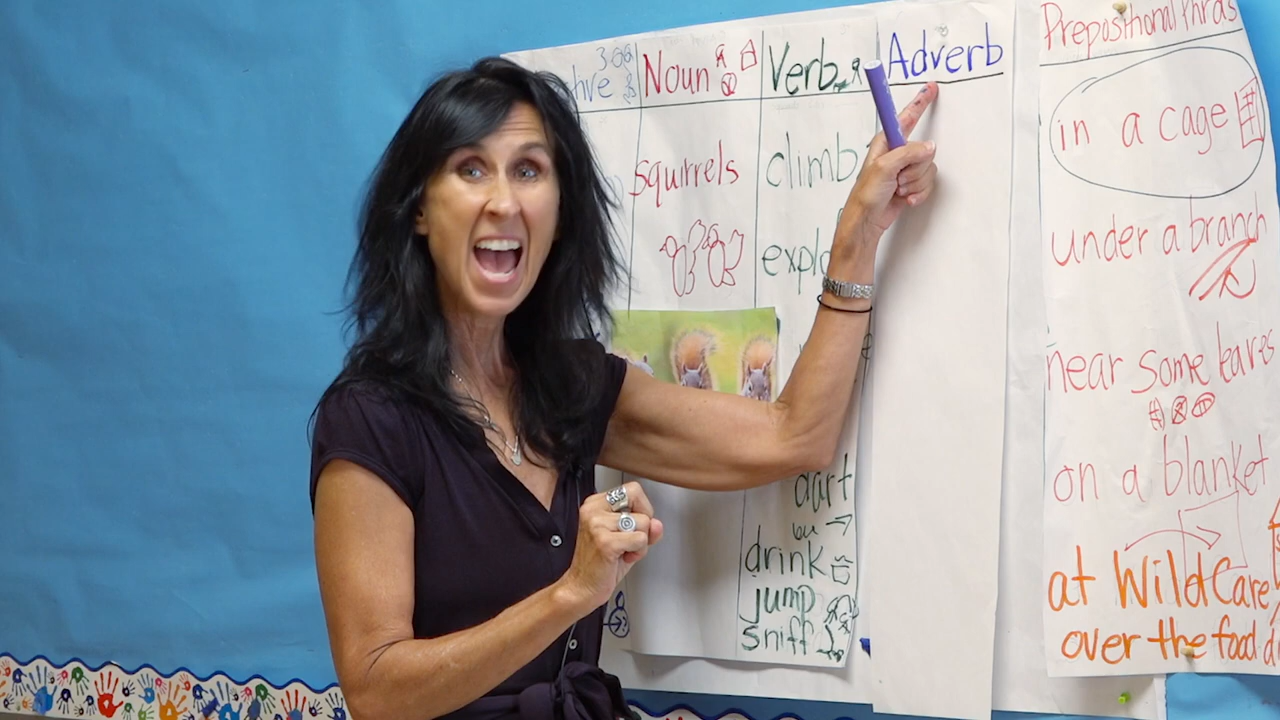 Noun
Verb
Adverb
squirrels
climb
dart
drink
jump
sniff
Prepositional Phras
in a cage
under a branch
near some leaves
on a blanket
at WildCare
over the food d